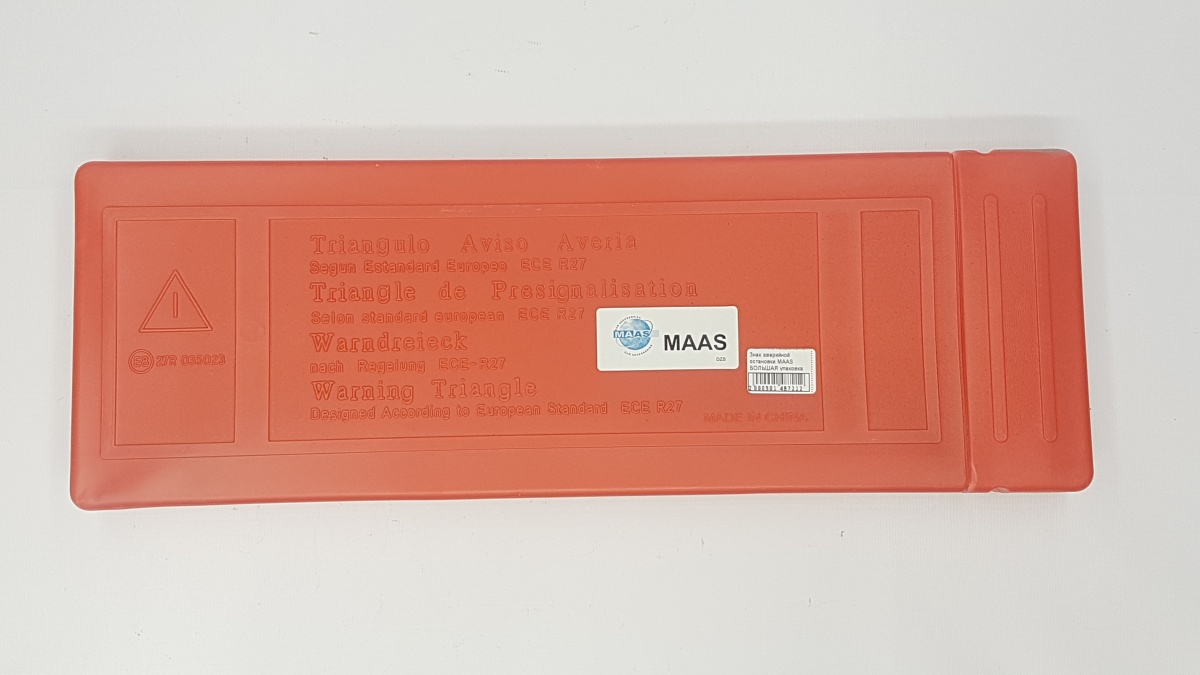 Triangulo Aviso Averia
Segun Estandard Europeo ECE R27
Triangle de Presignalisation
Selon standard european ECE R27
Warndreieck
nach Regelung ECE-R27
Warning Triangle
Designed According to European Standard ECE R27
MADE IN CHINA
27R 035023
MAAS
MAAS
DZB
Знак аварийной
остановки MAAS
БОЛЬШАЯ упаковка